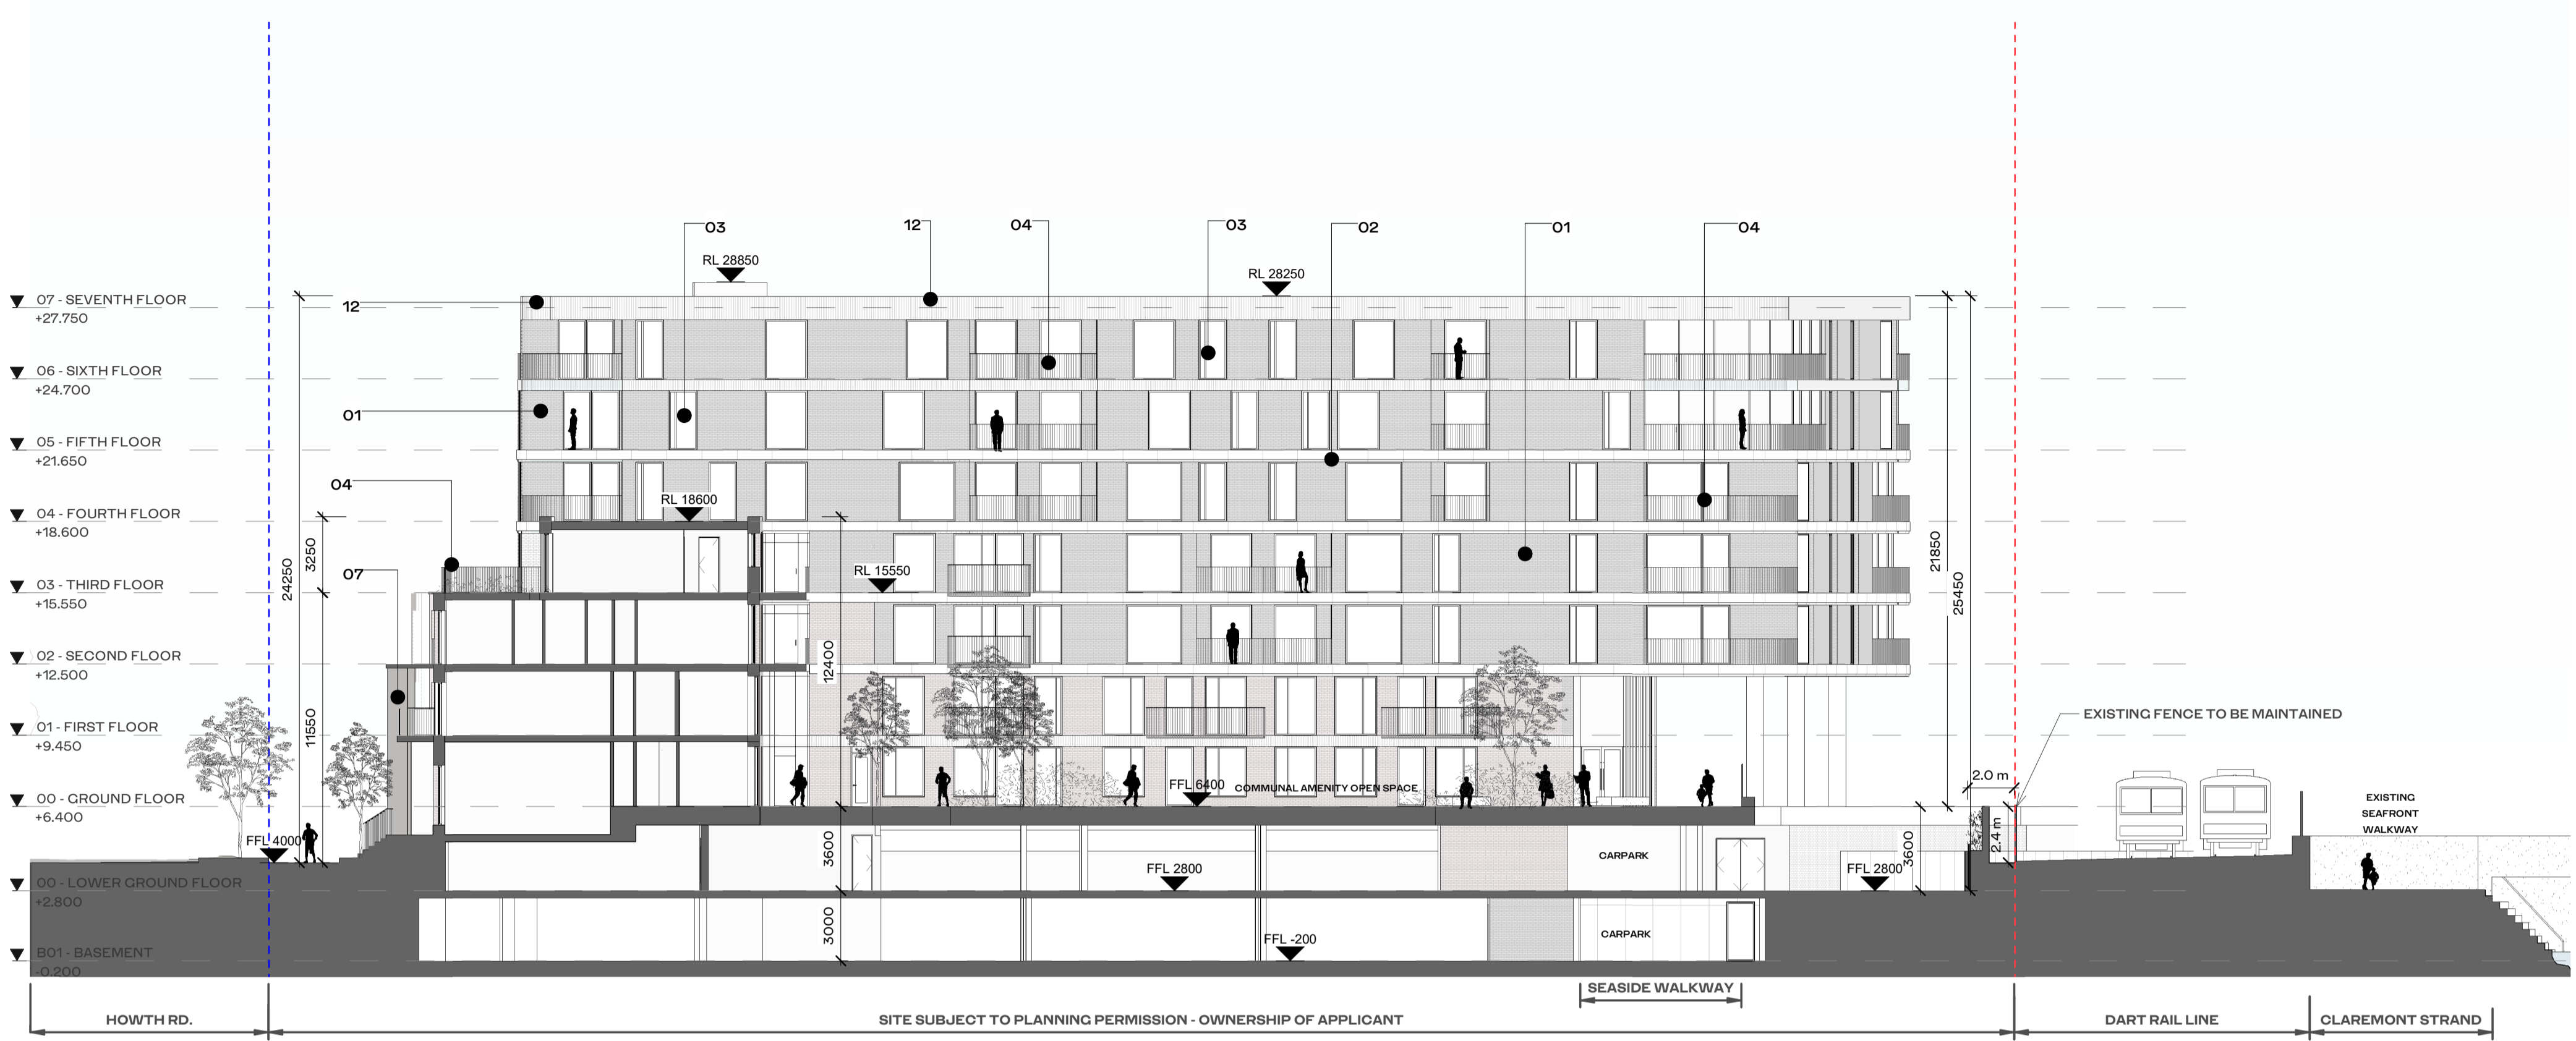 03
12
04
03
02
01
04
RL 28850
RL 28250
07 - SEVENTH FLOOR
+27.750
12
06 - SIXTH FLOOR
+24.700
01
05 - FIFTH FLOOR
+21.650
04
RL 18600
04 - FOURTH FLOOR
+18.600
3250
24250
21850
25450
07
RL 15550
03 - THIRD FLOOR
+15.550
02 - SECOND FLOOR
+12.500
12400
11550
01 - FIRST FLOOR
+9.450
EXISTING FENCE TO BE MAINTAINED
2.0 m
00 - GROUND FLOOR
+6.400
FFL 6400
COMMUNAL AMENITY OPEN SPACE
EXISTING
SEAFRONT
WALKWAY
FFL 4000
3600
CARPARK
3600
2.4 m
FFL 2800
FFL 2800
00 - LOWER GROUND FLOOR
+2.800
3000
CARPARK
FFL -200
B01 - BASEMENT
-0.200
SEASIDE WALKWAY
HOWTH RD.
SITE SUBJECT TO PLANNING PERMISSION - OWNERSHIP OF APPLICANT
DART RAIL LINE
CLAREMONT STRAND